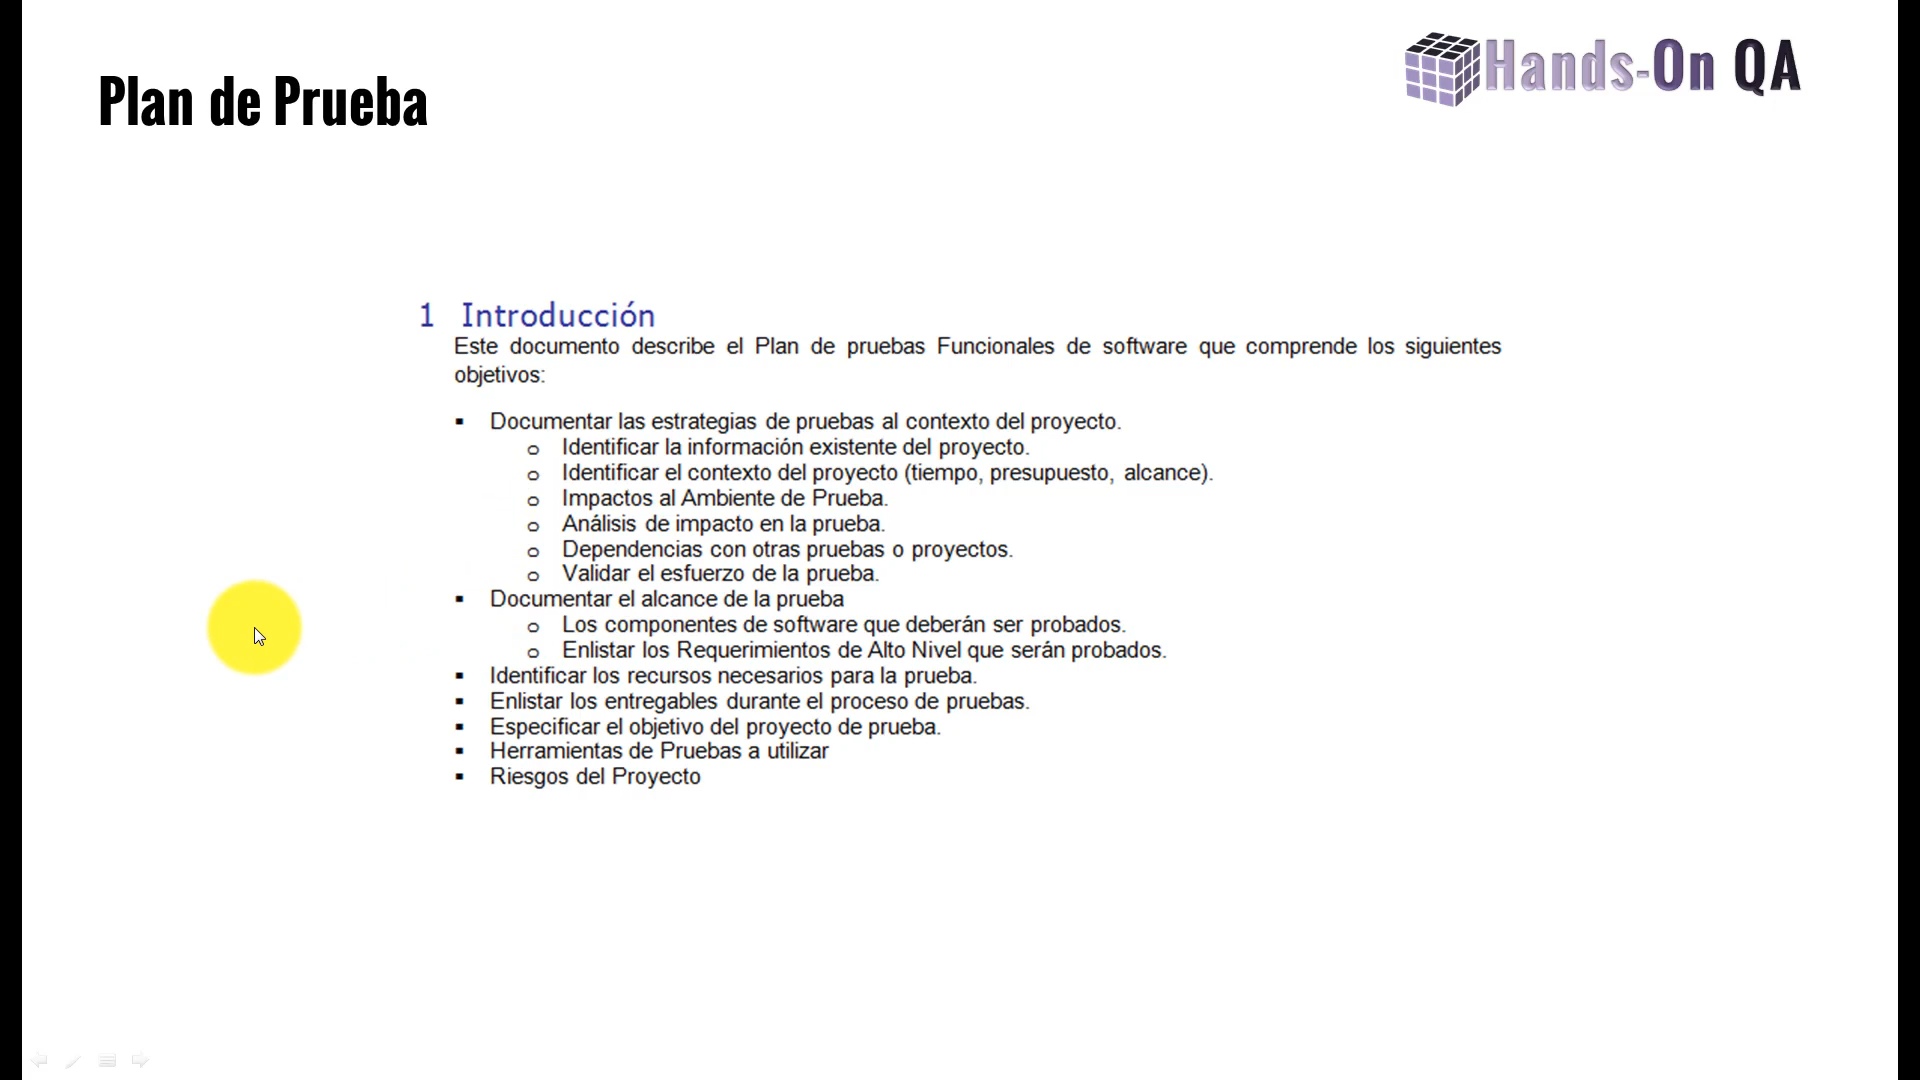 Plan de Prueba
Hands-On QA
1 Introducción
Este documento describe el Plan de pruebas Funcionales de software que comprende los siguientes
objetivos:
▪ Documentar las estrategias de pruebas al contexto del proyecto.
o Identificar la información existente del proyecto.
o Identificar el contexto del proyecto (tiempo, presupuesto, alcance).
o Impactos al Ambiente de Prueba.
o Análisis de impacto en la prueba.
o Dependencias con otras pruebas o proyectos.
o Validar el esfuerzo de la prueba.
▪ Documentar el alcance de la prueba
o Los componentes de software que deberán ser probados.
o Enlistar los Requerimientos de Alto Nivel que serán probados.
▪ Identificar los recursos necesarios para la prueba.
▪ Enlistar los entregables durante el proceso de pruebas.
▪ Especificar el objetivo del proyecto de prueba.
▪ Herramientas de Pruebas a utilizar
▪ Riesgos del Proyecto